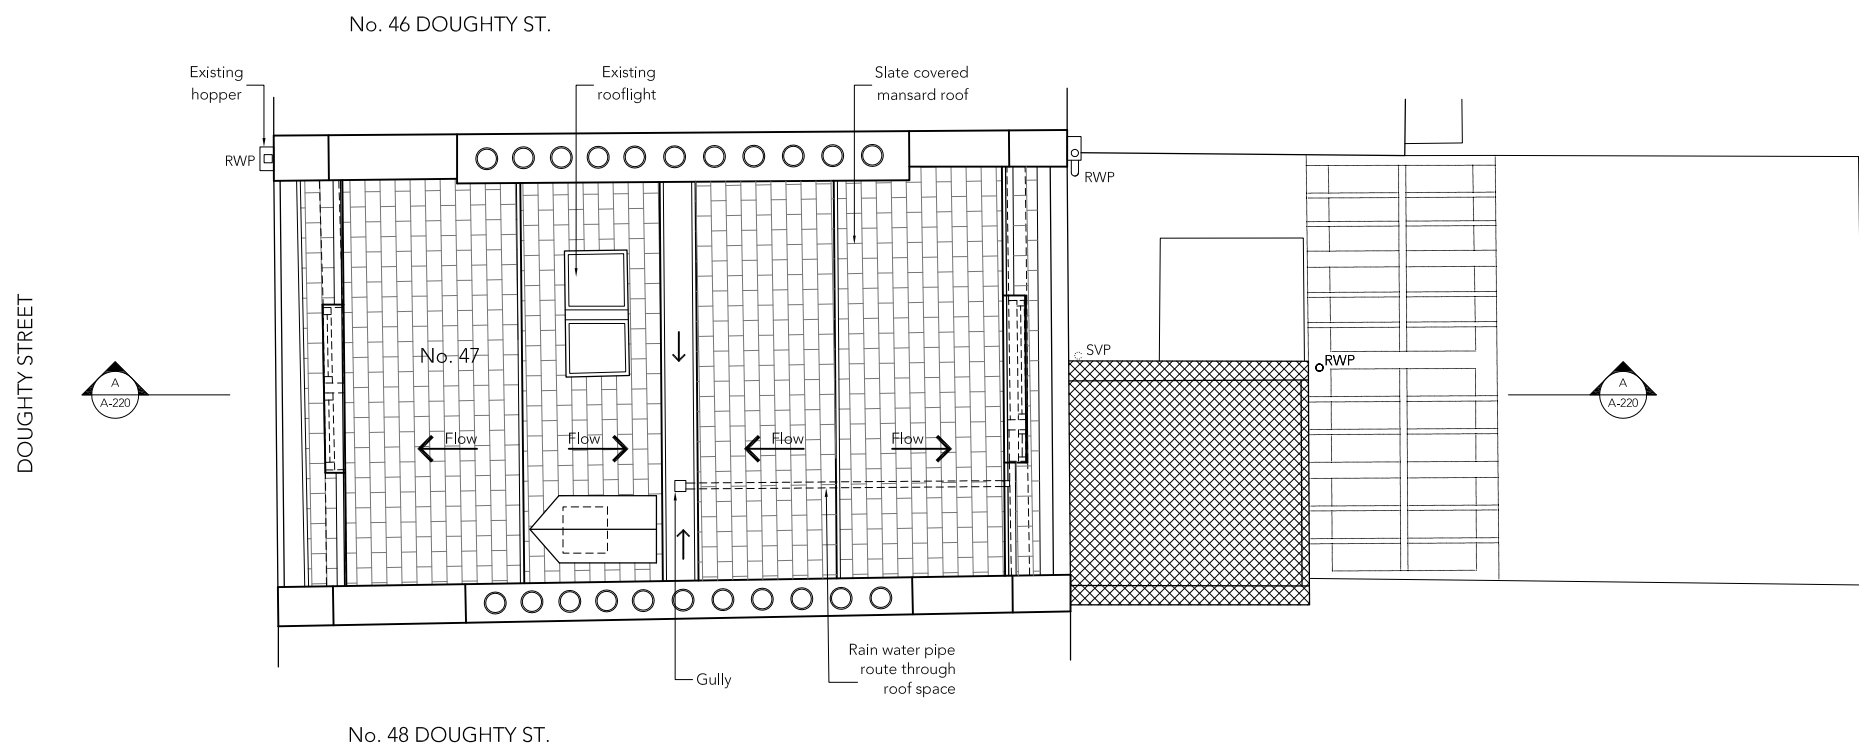 No. 46 DOUGHTY ST.
Existing
hopper
Existing
rooflight
Slate covered
mansard roof
RWP
RWP
DOUGHTY STREET
No. 47
SVP
RWP
A
A-220
A
A-220
Flow
Flow
Flow
Flow
Rain water pipe
route through
roof space
Gully
No. 48 DOUGHTY ST.